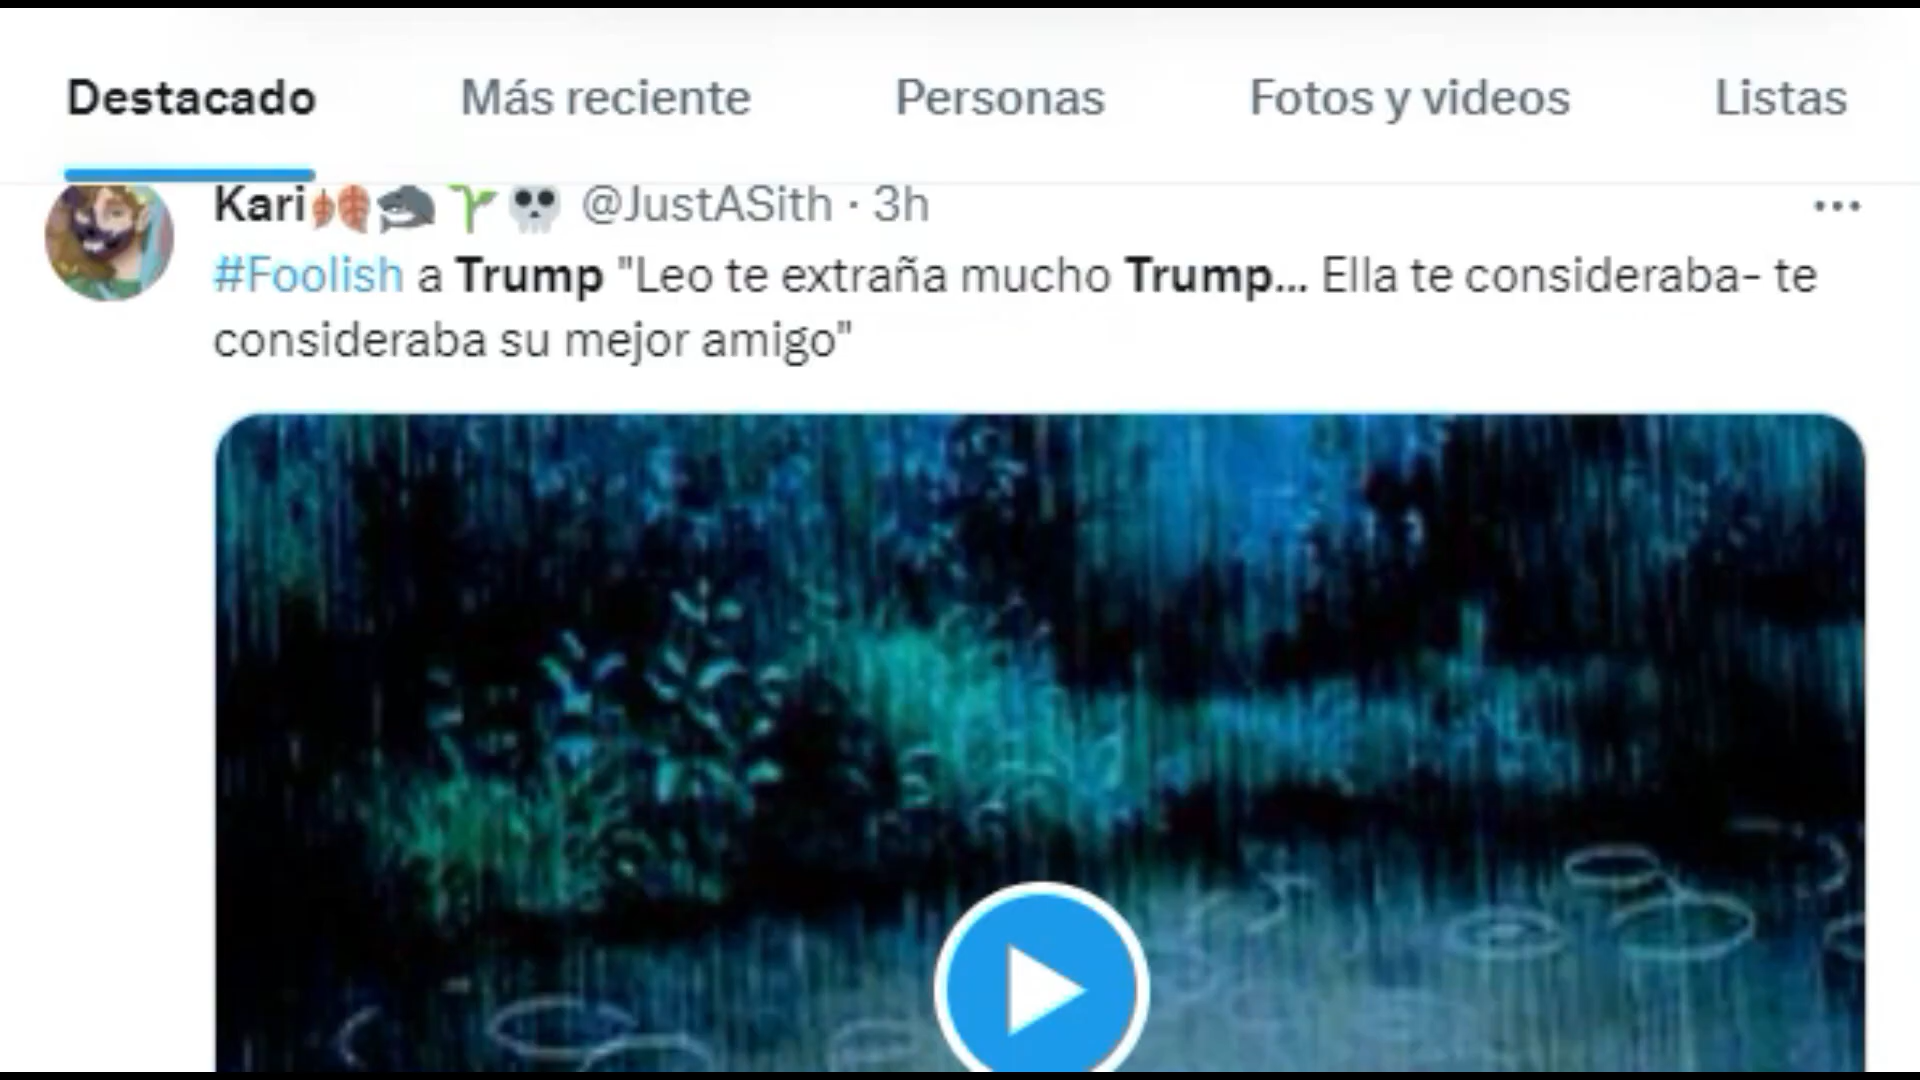 Destacado Más reciente Personas Fotos y videos Listas
Kari @JustASith · 3h
#Foolish a Trump "Leo te extraña mucho Trump... Ella te consideraba- te
consideraba su mejor amigo"